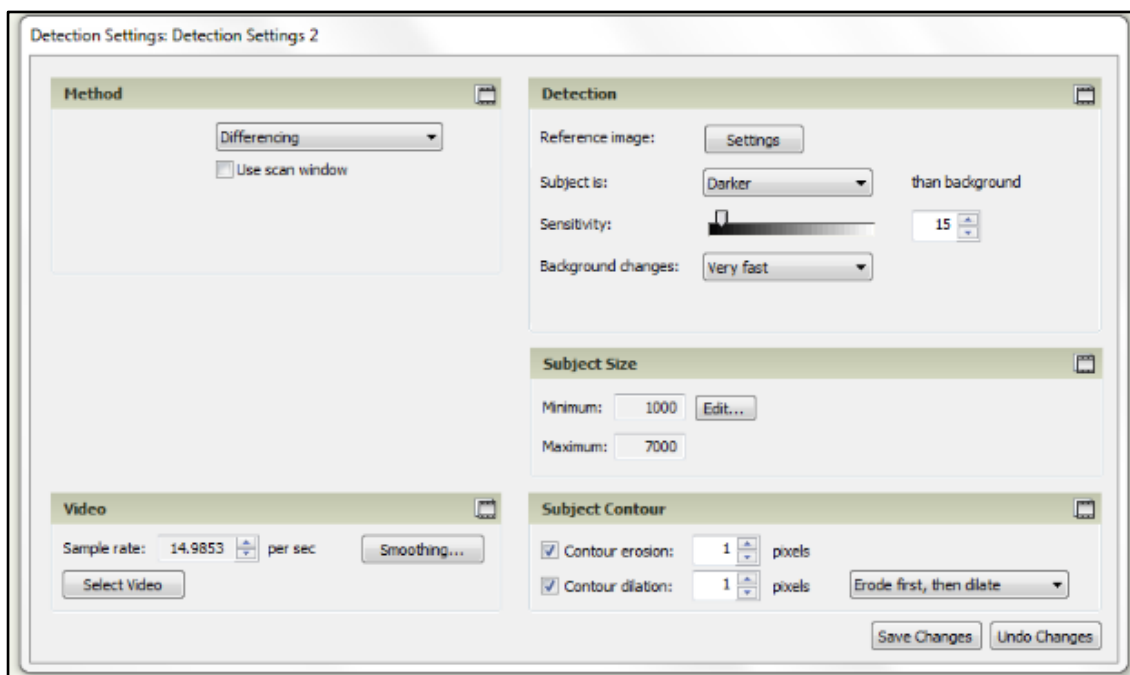 Detection Settings: Detection Settings 2
Method
Differencing
Use scan window
Detection
Reference image: Settings
Subject is: Darker than background
Sensitivity: 15
Background changes: Very fast
Subject Size
Minimum: 1000 Edit...
Maximum: 7000
Video
Sample rate: 14.9853 per sec Smoothing...
Select Video
Subject Contour
Contour erosion: 1 pixels
Contour dilation: 1 pixels Erode first, then dilate
Save Changes Undo Changes